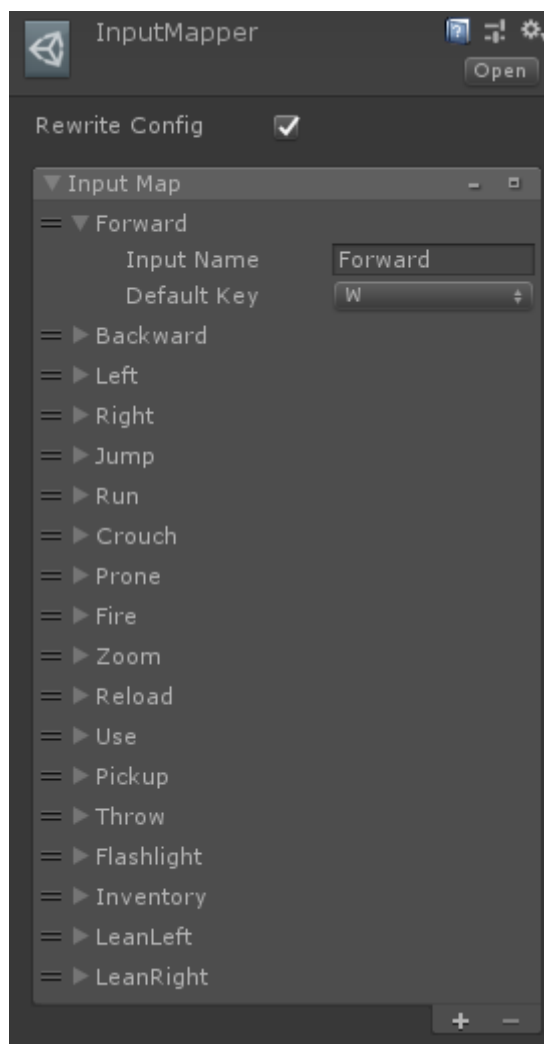 InputMapper
Open
Rewrite Config
Input Map
Forward
Input Name Forward
Default Key W
Backward
Left
Right
Jump
Run
Crouch
Prone
Fire
Zoom
Reload
Use
Pickup
Throw
Flashlight
Inventory
LeanLeft
LeanRight